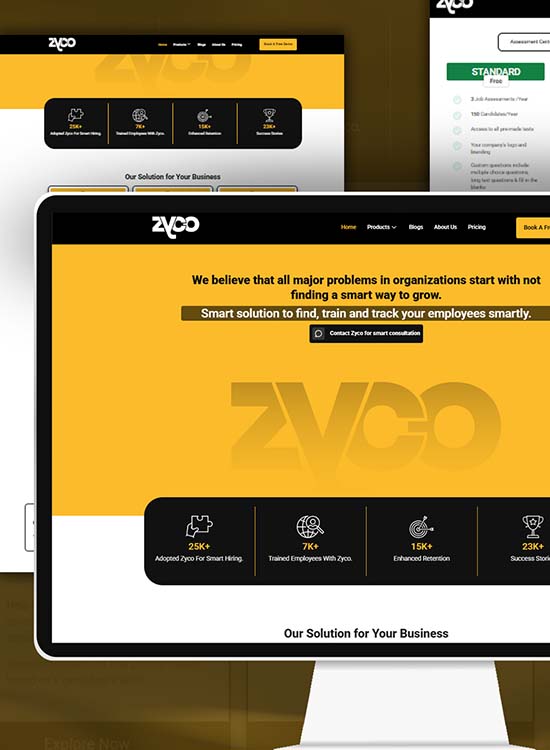 ZYCO
Home Products Blogs About Us Pricing Book A Free Demo
25K+ 7K+ 15K+ 23K+
Adopted Zyco For Smart Hiring. Trained Employees With Zyco. Enhanced Retention Success Stories
Our Solution for Your Business
ZYCO
Assessment
STANDARD
Free
3 Job Assessments /Year
150 Candidates/Year
Access to all pre-made tests
Your company's logo and
branding
Custom questions include:
multiple choice questions,
long text questions & fill in the
blanks
ZYCO
Home Products Blogs About Us Pricing Book A
We believe that all major problems in organizations start with not
finding a smart way to grow.
Smart solution to find, train and track your employees smartly.
Contact Zyco for smart consultation
ZYCO
25K+ 7K+ 15K+ 23K+
Adopted Zyco For Smart Hiring. Trained Employees With Zyco. Enhanced Retention Success
Our Solution for Your Business
Explore Now